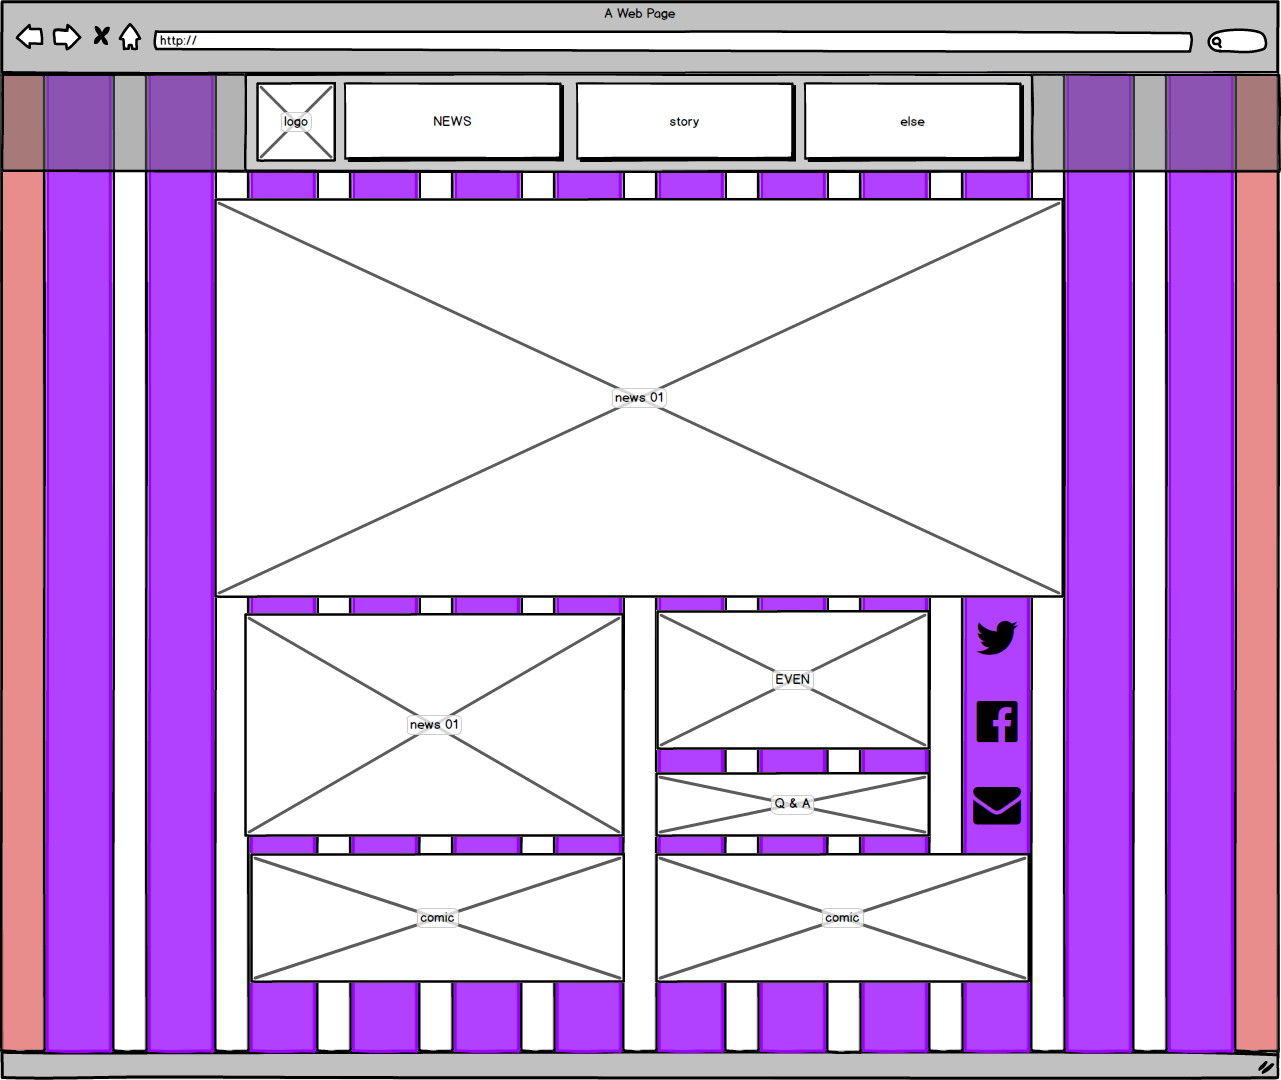 A Web Page
http://
logo
NEWS
story
else
news 01
news 01
EVEN
Q & A
comic
comic